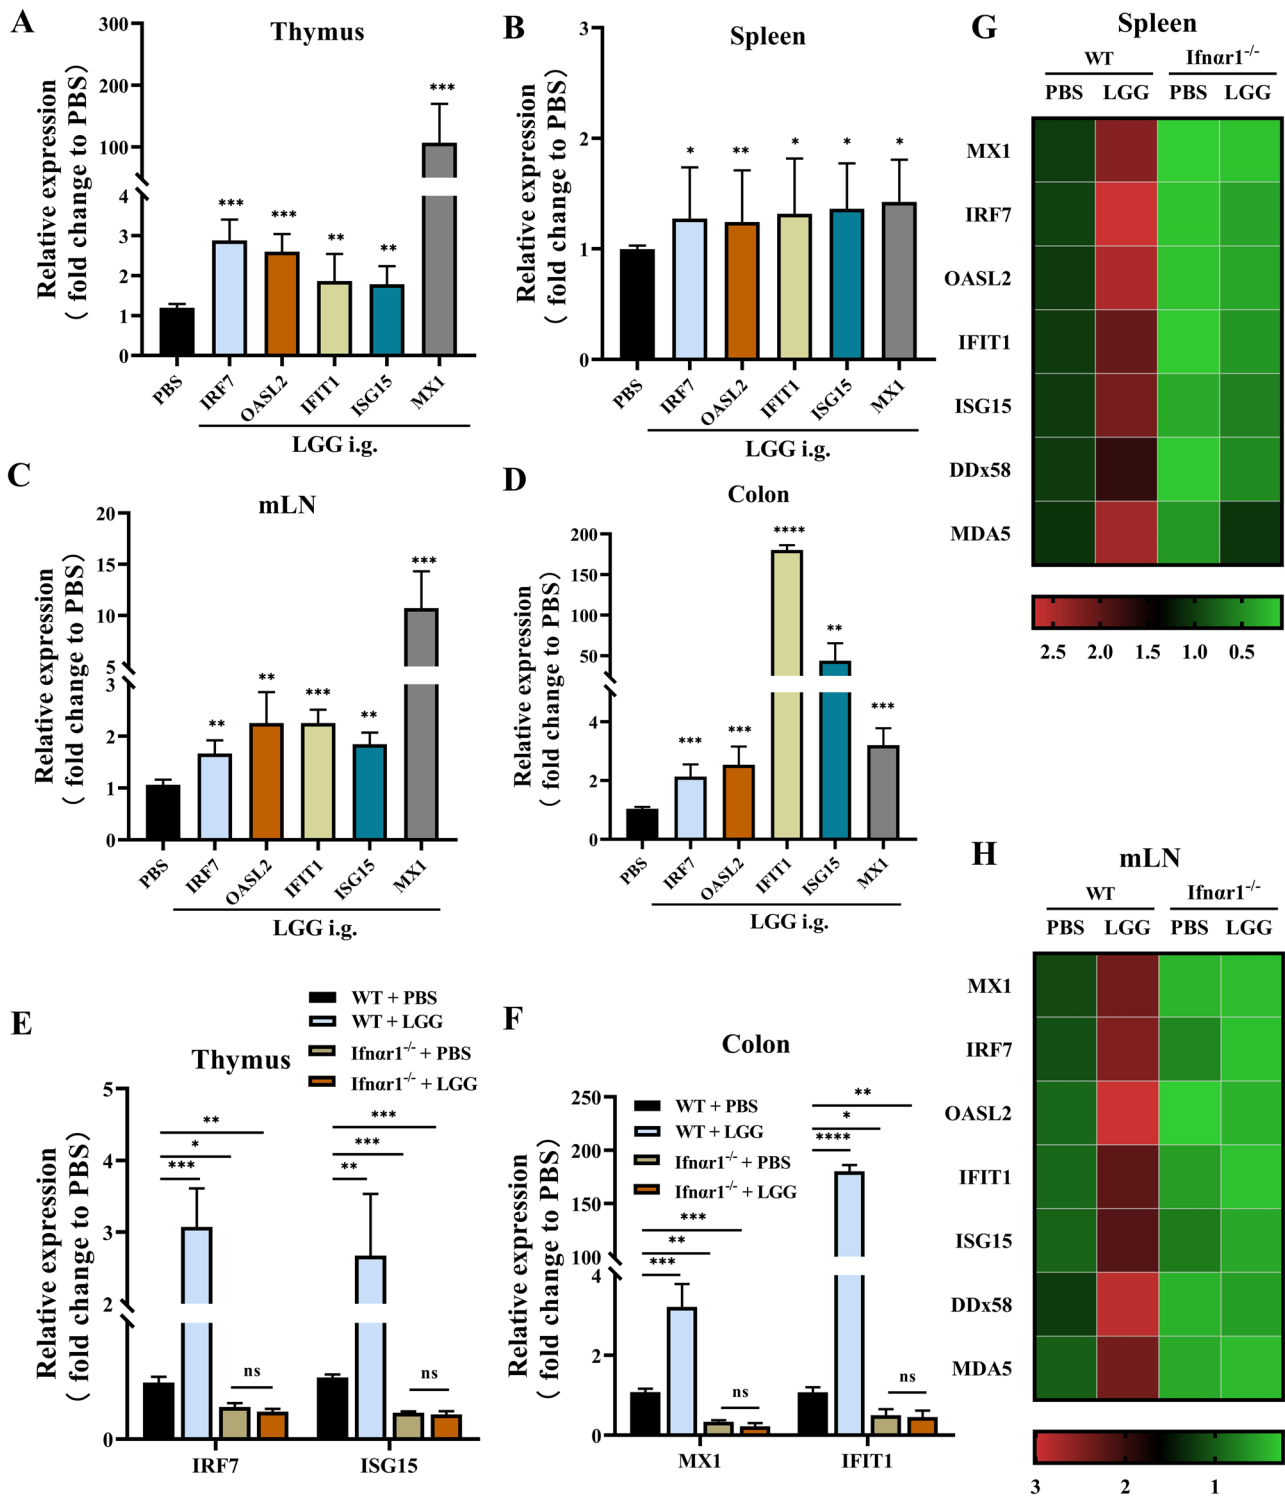 A
Thymus
Relative expression
( fold change to PBS)
300
200
100
4
3
2
1
0
***
***
**
**
***
PBS
IRF7
OASL2
IFIT1
ISG15
MX1
LGG i.g.
B
Spleen
Relative expression
( fold change to PBS)
3
2
1
0
*
**
*
*
*
PBS
IRF7
OASL2
IFIT1
ISG15
MX1
LGG i.g.
C
mLN
Relative expression
( fold change to PBS)
20
15
10
5
3
2
1
0
**
**
***
**
***
PBS
IRF7
OASL2
IFIT1
ISG15
MX1
LGG i.g.
D
Colon
Relative expression
( fold change to PBS)
200
150
100
50
4
2
0
***
***
****
**
***
PBS
IRF7
OASL2
IFIT1
ISG15
MX1
LGG i.g.
E
Thymus
WT + PBS
WT + LGG
Ifnαr1-/- + PBS
Ifnαr1-/- + LGG
Relative expression
( fold change to PBS)
5
4
3
2
0
**
*
***
ns
***
***
**
ns
IRF7
ISG15
F
Colon
WT + PBS
WT + LGG
Ifnαr1-/- + PBS
Ifnαr1-/- + LGG
Relative expression
( fold change to PBS)
250
200
150
100
4
2
0
***
**
***
ns
**
*
****
ns
MX1
IFIT1
G
Spleen
WT
Ifnαr1-/-
PBS
LGG
PBS
LGG
MX1
IRF7
OASL2
IFIT1
ISG15
DDx58
MDA5
2.5
2.0
1.5
1.0
0.5
H
mLN
WT
Ifnαr1-/-
PBS
LGG
PBS
LGG
MX1
IRF7
OASL2
IFIT1
ISG15
DDx58
MDA5
3
2
1